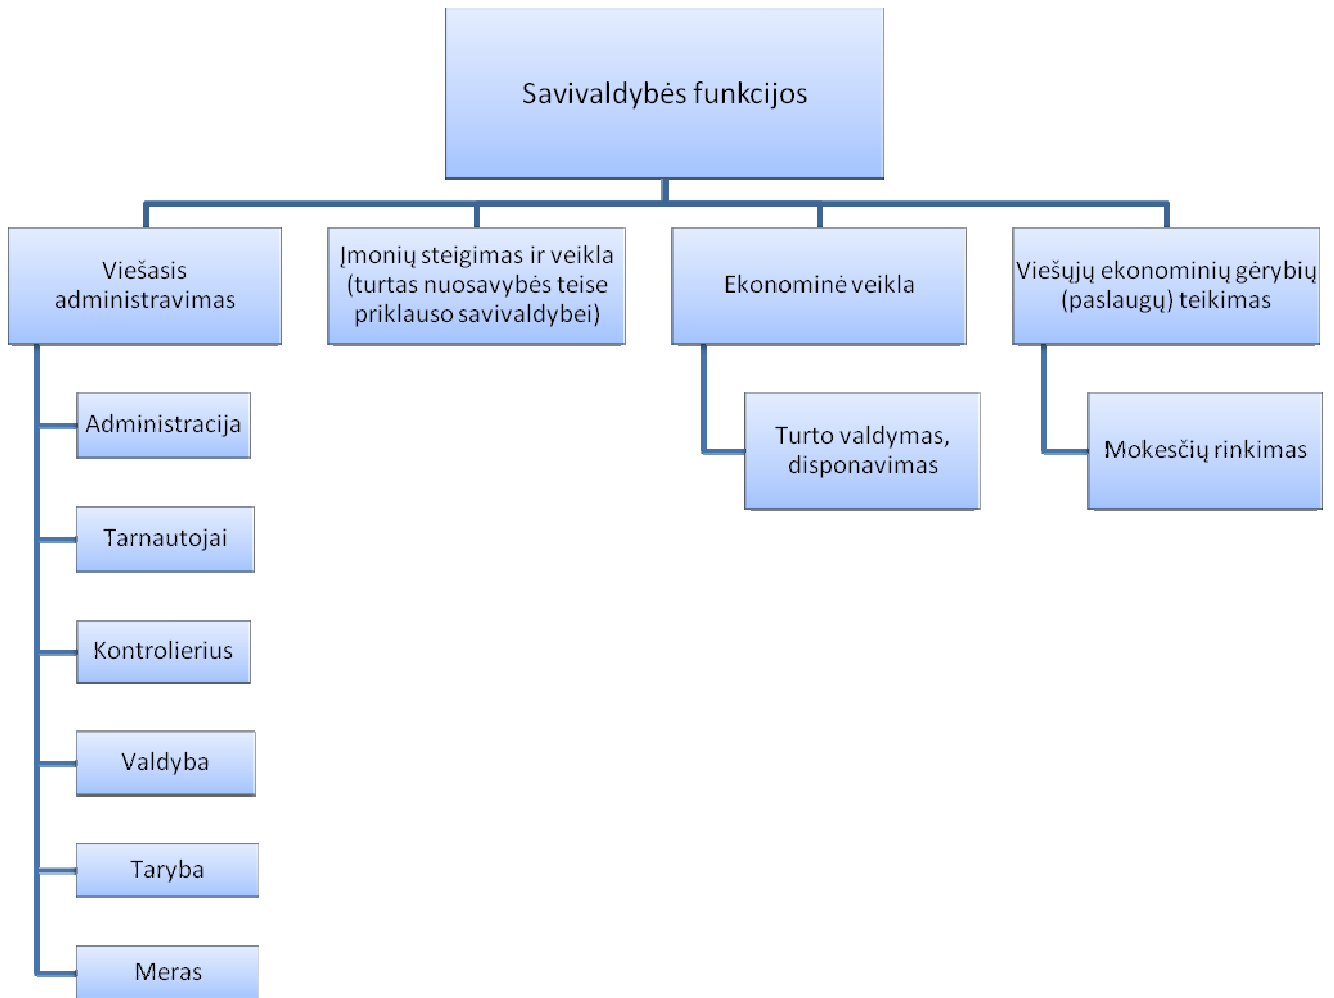 Savivaldybės funkcijos
Viešasis
administravimas
Įmonių steigimas ir veikla
(turtas nuosavybės teise
priklauso savivaldybei)
Ekonominė veikla
Viešųjų ekonominių gėrybių
(paslaugų) teikimas
Administracija
Tarnautojai
Kontrolierius
Valdyba
Taryba
Meras
Turto valdymas,
disponavimas
Mokesčių rinkimas